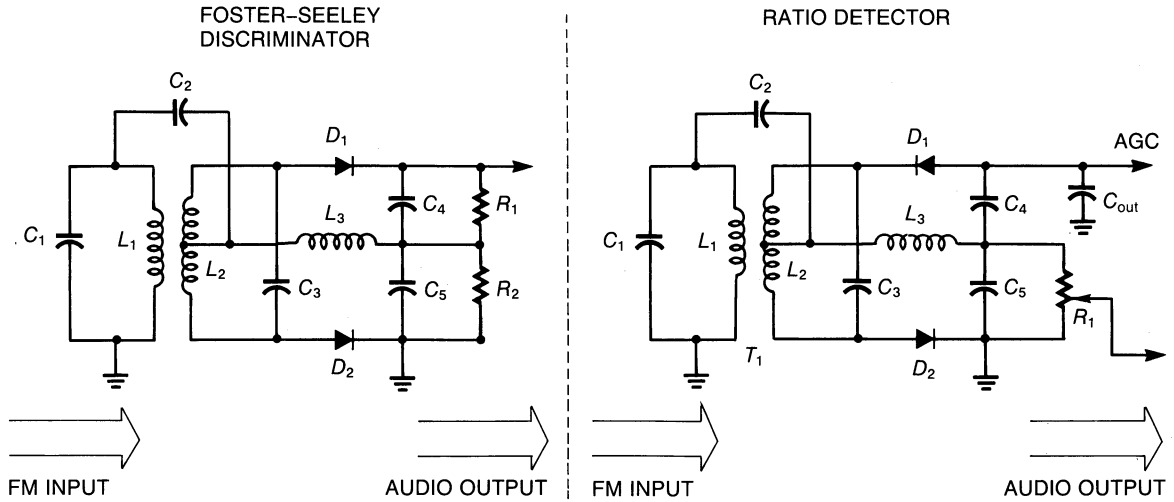 FOSTER–SEELEY
DISCRIMINATOR
C2
D1
C1
L1
L2
L3
C3
C4
R1
C5
R2
D2
FM INPUT
AUDIO OUTPUT
RATIO DETECTOR
C2
D1
AGC
Cout
C1
L1
L2
L3
C3
C4
C5
R1
T1
D2
FM INPUT
AUDIO OUTPUT